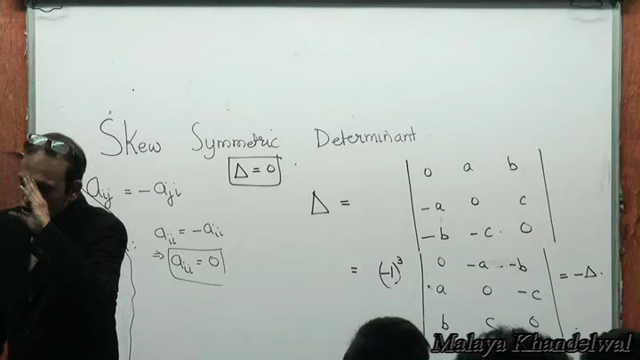 Skew Symmetric Determinant.
Δ = 0 .
aij = -aji
aii = -aii
⇒ aii = 0
Δ = | 0 a b |
| -a 0 c |
| -b -c 0 |
= (-1)³ | 0 -a -b | = -Δ.
| a 0 -c |
| b c 0 |
Malaya Khandelwal